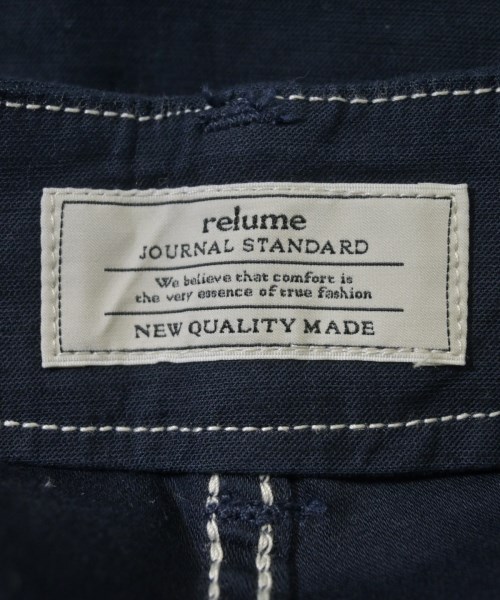 relume
JOURNAL STANDARD
We believe that comfort is
the very essence of true fashion
NEW QUALITY MADE